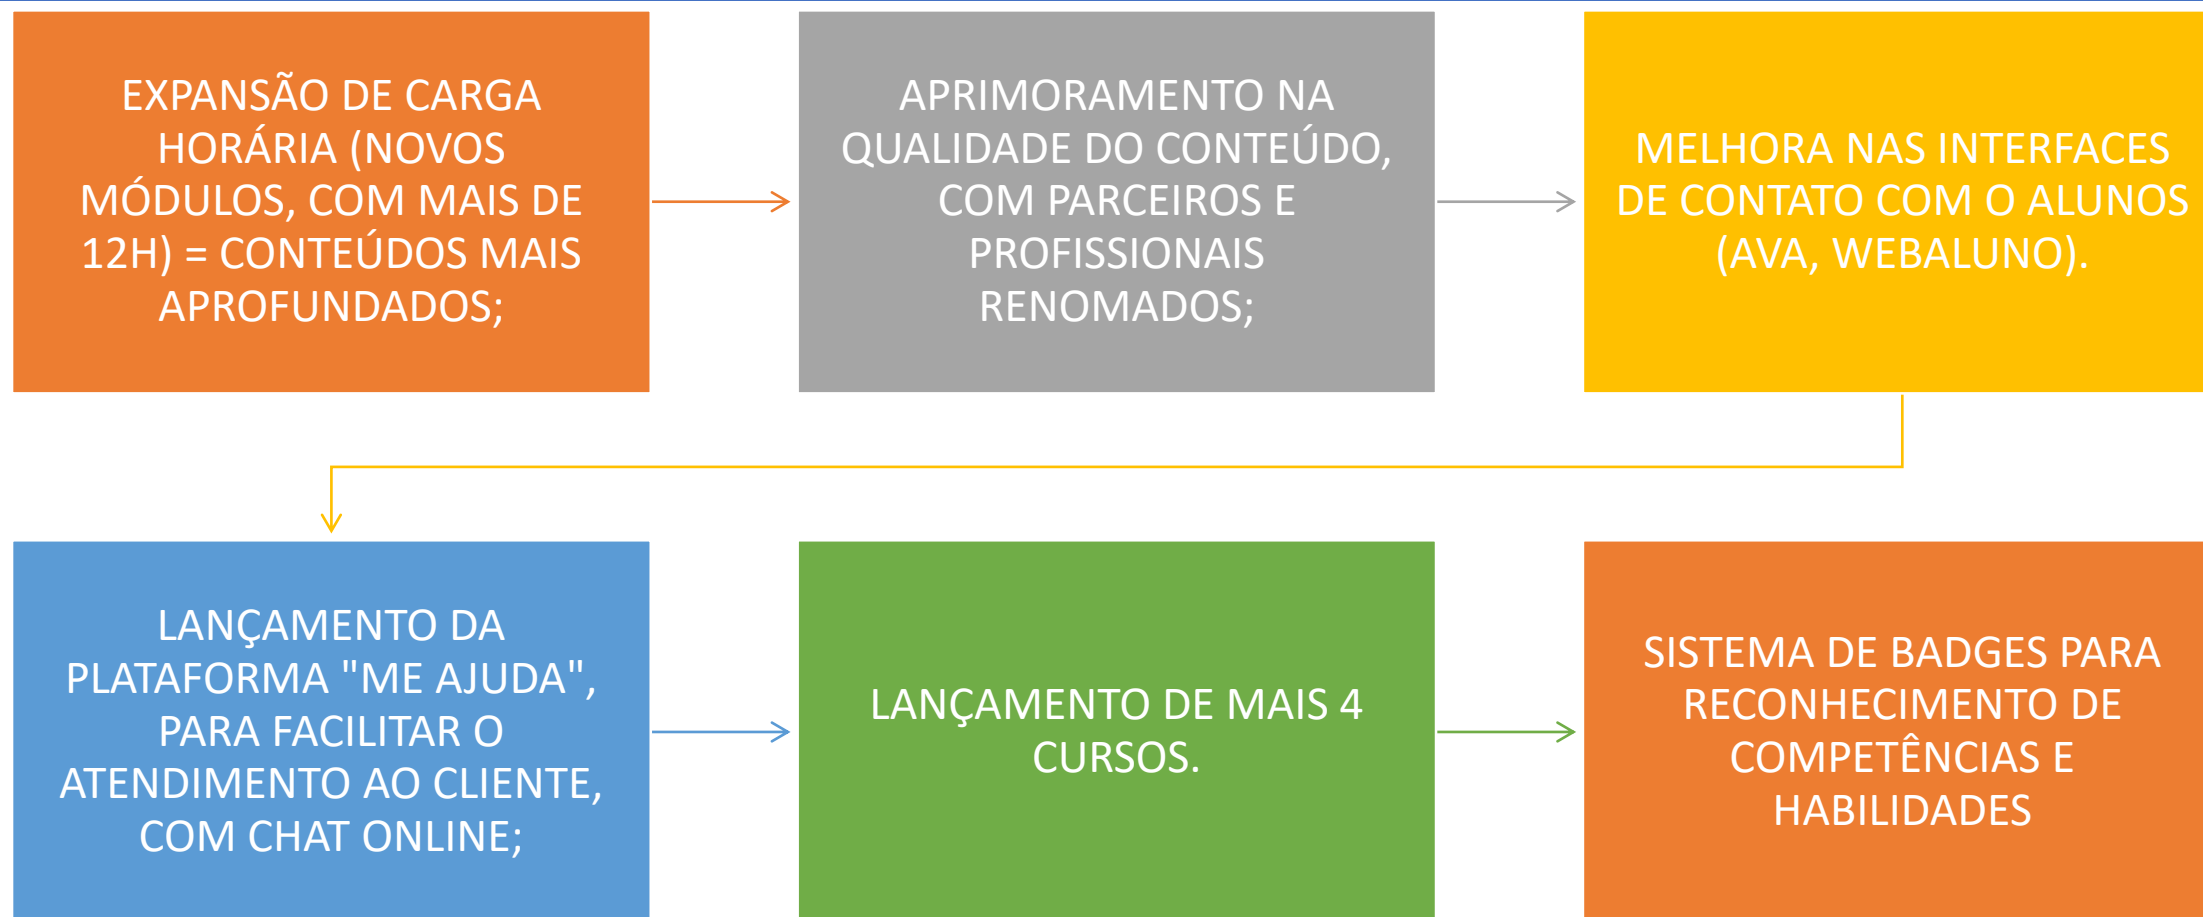 EXPANSÃO DE CARGA
HORÁRIA (NOVOS
MÓDULOS, COM MAIS DE
12H) = CONTEÚDOS MAIS
APROFUNDADOS;
APRIMORAMENTO NA
QUALIDADE DO CONTEÚDO,
COM PARCEIROS E
PROFISSIONAIS
RENOMADOS;
MELHORA NAS INTERFACES
DE CONTATO COM O ALUNOS
(AVA, WEBALUNO).
LANÇAMENTO DA
PLATAFORMA "ME AJUDA",
PARA FACILITAR O
ATENDIMENTO AO CLIENTE,
COM CHAT ONLINE;
LANÇAMENTO DE MAIS 4
CURSOS.
SISTEMA DE BADGES PARA
RECONHECIMENTO DE
COMPETÊNCIAS E
HABILIDADES